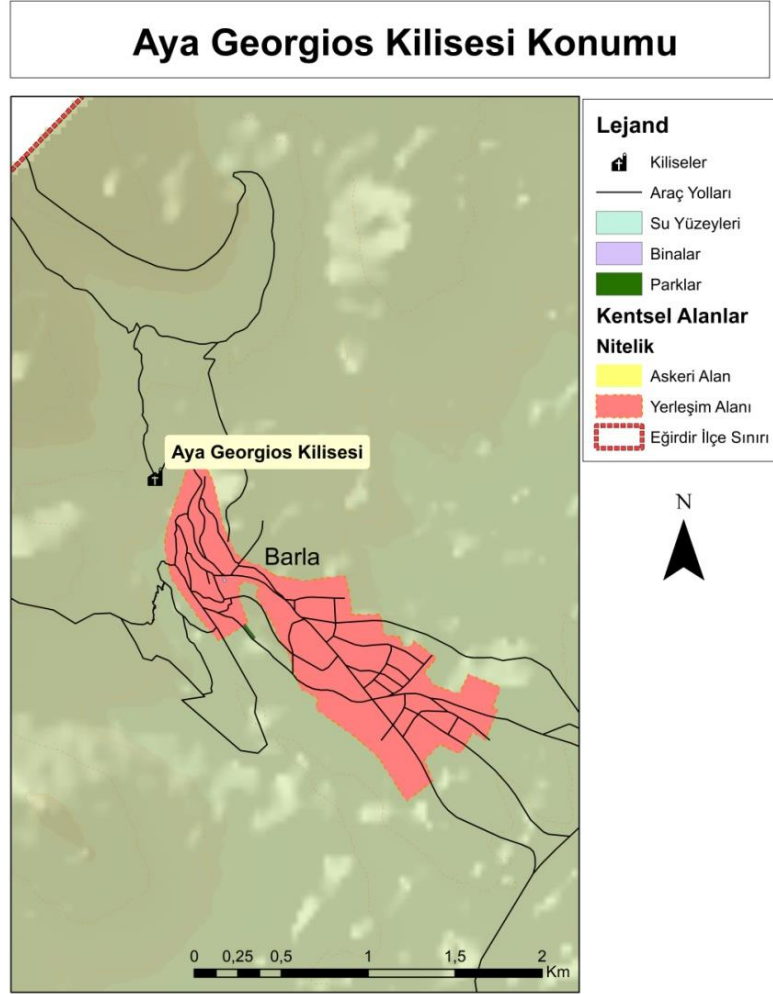 Aya Georgios Kilisesi Konumu
Lejand
Kiliseler
Araç Yolları
Su Yüzeyleri
Binalar
Parklar
Kentsel Alanlar
Nitelik
Askeri Alan
Yerleşim Alanı
Eğirdir İlçe Sınırı
N
Aya Georgios Kilisesi
Barla
0 0,25 0,5 1 1,5 2
Km